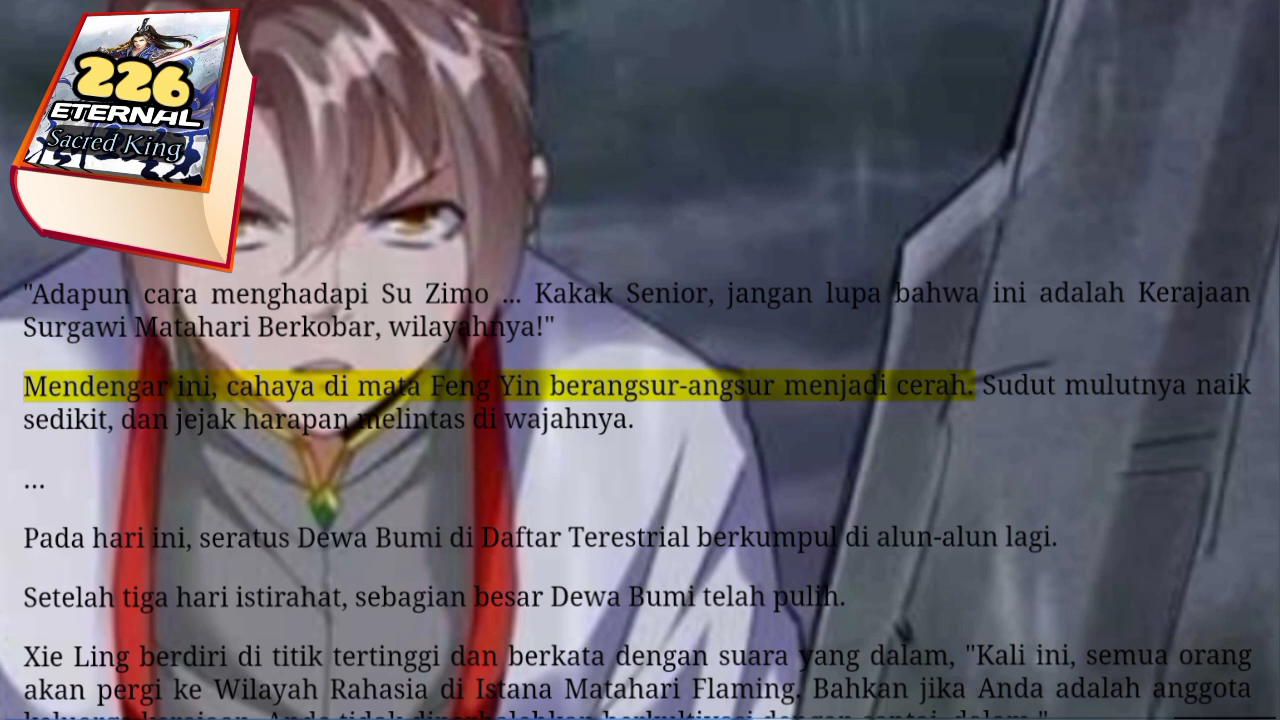 226
ETERNAL
Sacred King
"Adapun cara menghadapi Su Zimo ... Kakak Senior, jangan lupa bahwa ini adalah Kerajaan
Surgawi Matahari Berkobar, wilayahnya!"
Mendengar ini, cahaya di mata Feng Yin berangsur-angsur menjadi cerah. Sudut mulutnya naik
sedikit, dan jejak harapan melintas di wajahnya.
...
Pada hari ini, seratus Dewa Bumi di Daftar Terestrial berkumpul di alun-alun lagi.
Setelah tiga hari istirahat, sebagian besar Dewa Bumi telah pulih.
Xie Ling berdiri di titik tertinggi dan berkata dengan suara yang dalam, "Kali ini, semua orang
akan pergi ke Wilayah Rahasia di Istana Matahari Flaming. Bahkan jika Anda adalah anggota